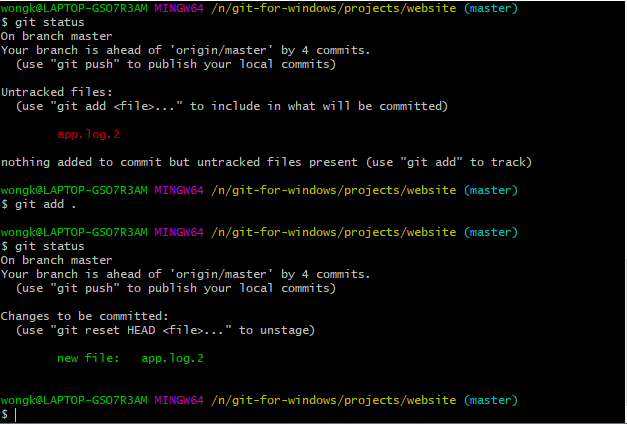 wongk@LAPTOP-GSO7R3AM MINGW64 /n/git-for-windows/projects/website (master)
$ git status
On branch master
Your branch is ahead of 'origin/master' by 4 commits.
  (use "git push" to publish your local commits)

Untracked files:
  (use "git add <file>..." to include in what will be committed)

        app.log.2

nothing added to commit but untracked files present (use "git add" to track)

wongk@LAPTOP-GSO7R3AM MINGW64 /n/git-for-windows/projects/website (master)
$ git add .

wongk@LAPTOP-GSO7R3AM MINGW64 /n/git-for-windows/projects/website (master)
$ git status
On branch master
Your branch is ahead of 'origin/master' by 4 commits.
  (use "git push" to publish your local commits)

Changes to be committed:
  (use "git reset HEAD <file>..." to unstage)

        new file:   app.log.2


wongk@LAPTOP-GSO7R3AM MINGW64 /n/git-for-windows/projects/website (master)
$